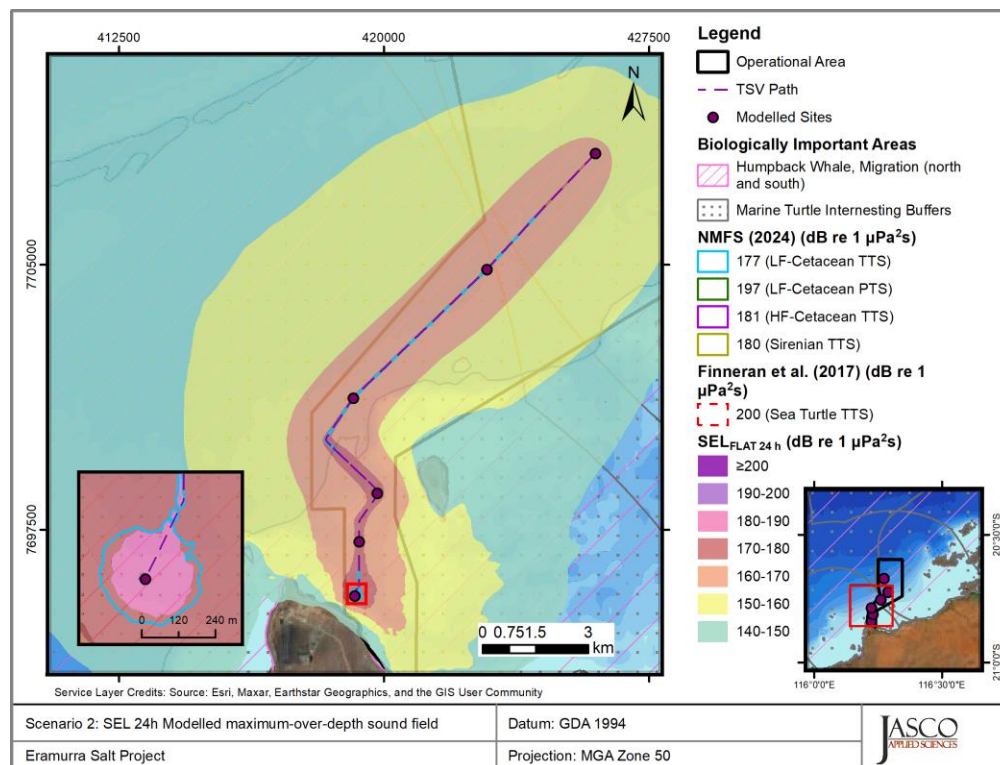 412500
420000
427500
7705000
7697500
N
0 120 240 m
0 0.75 1.5 3
km
Legend
Operational Area
TSV Path
Modelled Sites
Biologically Important Areas
Humpback Whale, Migration (north
and south)
Marine Turtle Internesting Buffers
NMFS (2024) (dB re 1 µPa²s)
177 (LF-Cetacean TTS)
197 (LF-Cetacean PTS)
181 (HF-Cetacean TTS)
180 (Sirenian TTS)
Finneran et al. (2017) (dB re 1
µPa²s)
200 (Sea Turtle TTS)
SELFLAT 24 h (dB re 1 µPa²s)
≥200
190-200
180-190
170-180
160-170
150-160
140-150
20°30'0"S
21°0'0"S
116°0'0"E
116°30'0"E
Service Layer Credits: Source: Esri, Maxar, Earthstar Geographics, and the GIS User Community
Scenario 2: SEL 24h Modelled maximum-over-depth sound field
Datum: GDA 1994
Eramurra Salt Project
Projection: MGA Zone 50
JASCO
APPLIED SCIENCES